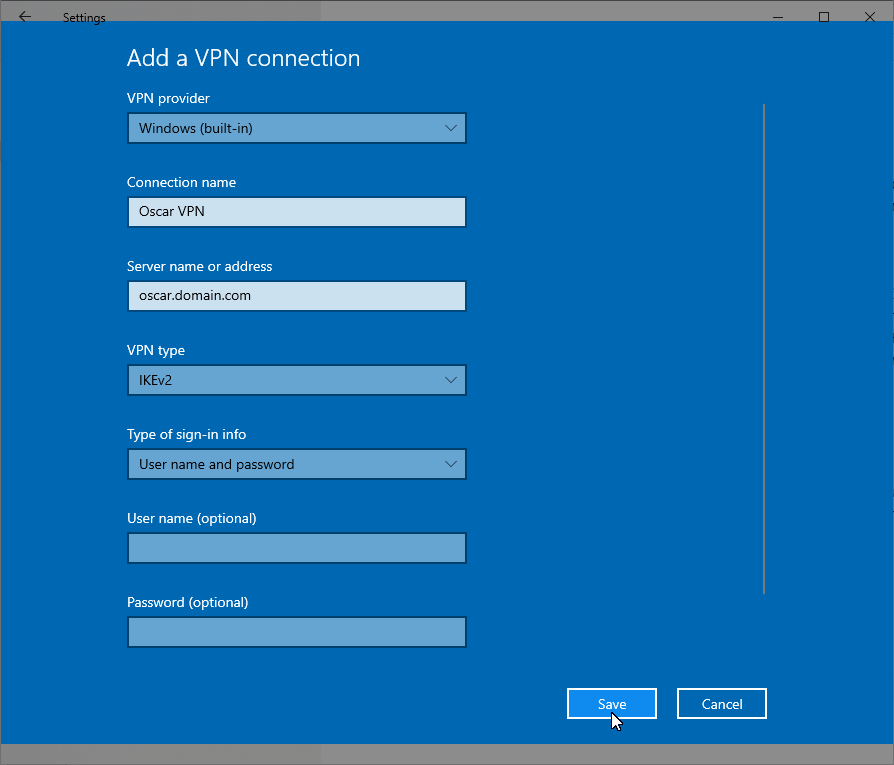 Settings
Add a VPN connection
VPN provider
Windows (built-in)
Connection name
Oscar VPN
Server name or address
oscar.domain.com
VPN type
IKEv2
Type of sign-in info
User name and password
User name (optional)
Password (optional)
Save Cancel